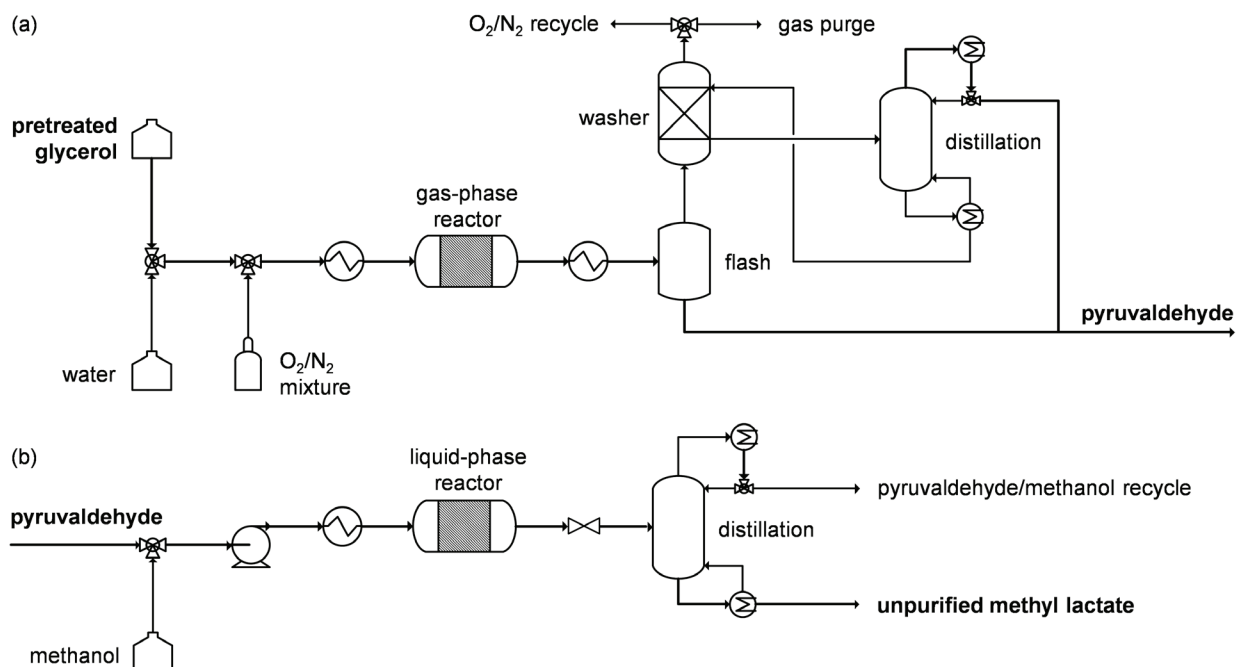 (a)
O₂/N₂ recycle
gas purge
pretreated
glycerol
washer
distillation
gas-phase
reactor
flash
pyruvaldehyde
water
O₂/N₂
mixture
(b)
liquid-phase
reactor
pyruvaldehyde/methanol recycle
pyruvaldehyde
distillation
unpurified methyl lactate
methanol